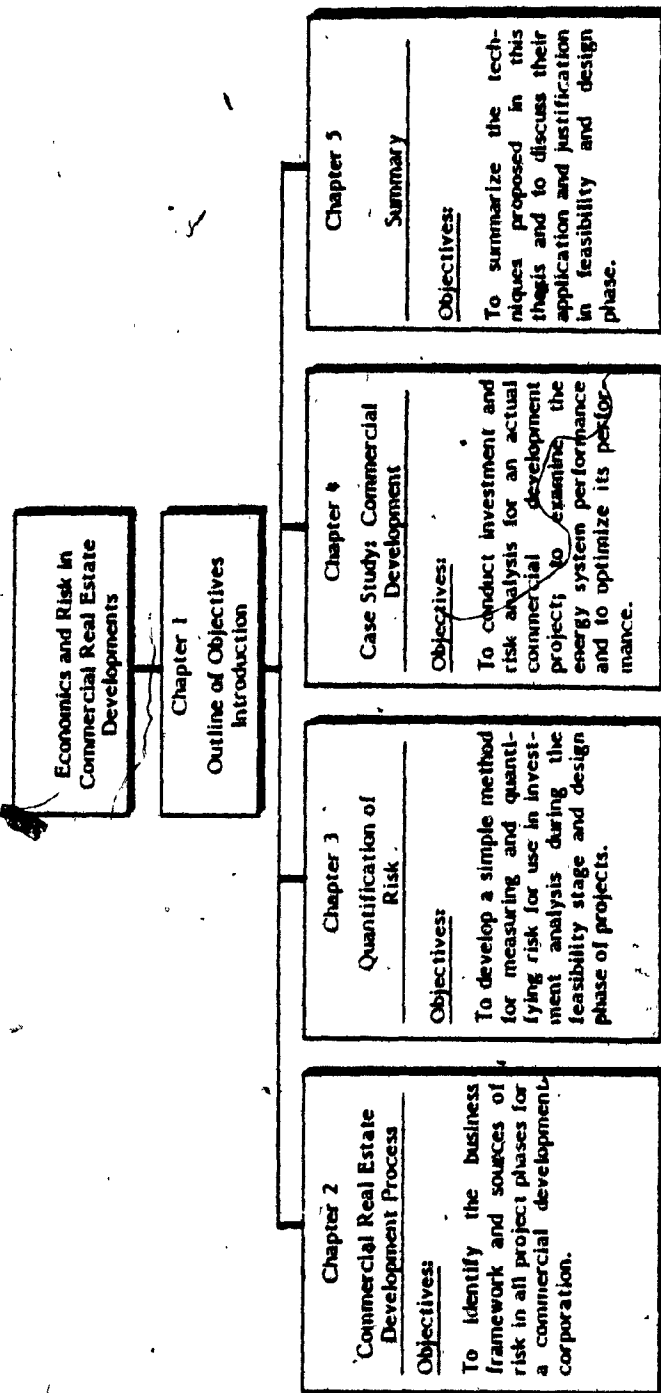 Economics and Risk in
Commercial Real Estate
Developments
Chapter 1
Outline of Objectives
Introduction
Chapter 2
Commercial Real Estate
Development Process
Objectives:
To identify the business
framework and sources of
risk in all project phases for
a commercial development
corporation.
Chapter 3
Quantification of
Risk
Objectives:
To develop a simple method
for measuring and quanti-
fying risk for use in invest-
ment analysis during the
feasibility stage and design
phase of projects.
Chapter 4
Case Study: Commercial
Development
Objectives:
To conduct investment and
risk analysis for an actual
commercial development
project; to examine the
energy system performance
and to optimize its perfor-
mance.
Chapter 5
Summary
Objectives:
To summarize the tech-
niques proposed in this
thesis and to discuss their
application and justification
in feasibility and design
phase.